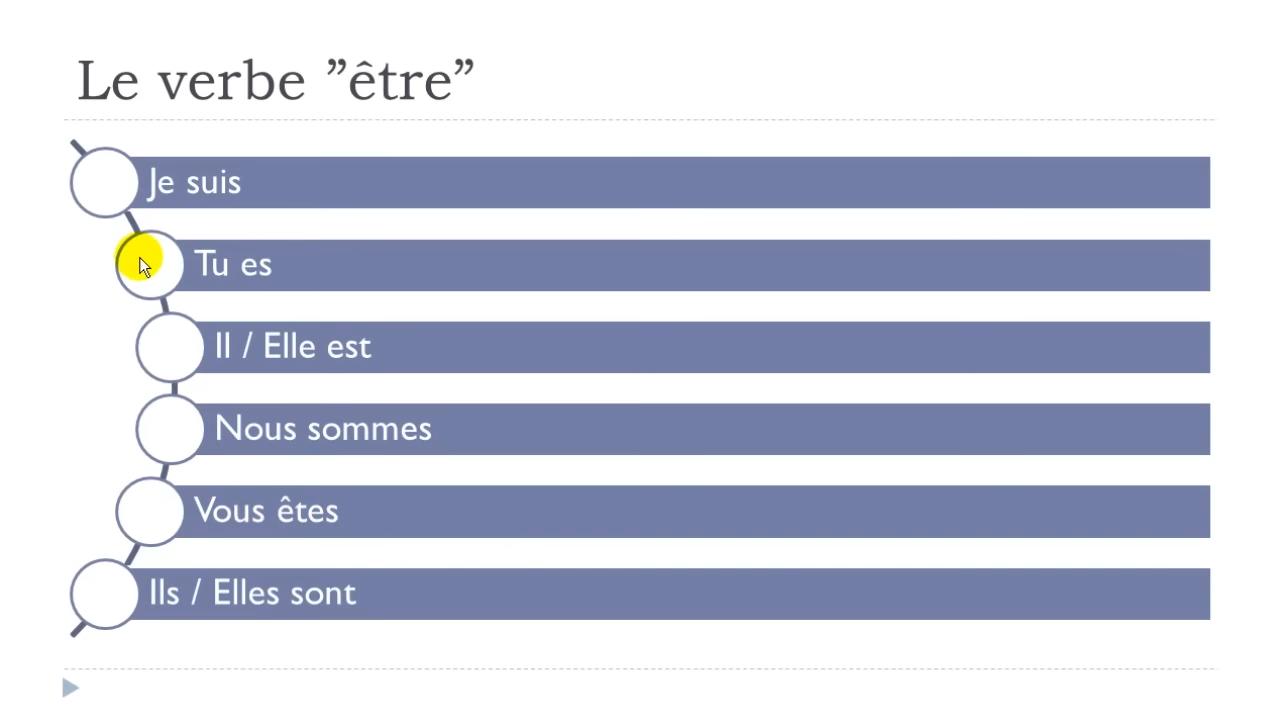 Le verbe ”être”
Je suis
Tu es
Il / Elle est
Nous sommes
Vous êtes
Ils / Elles sont